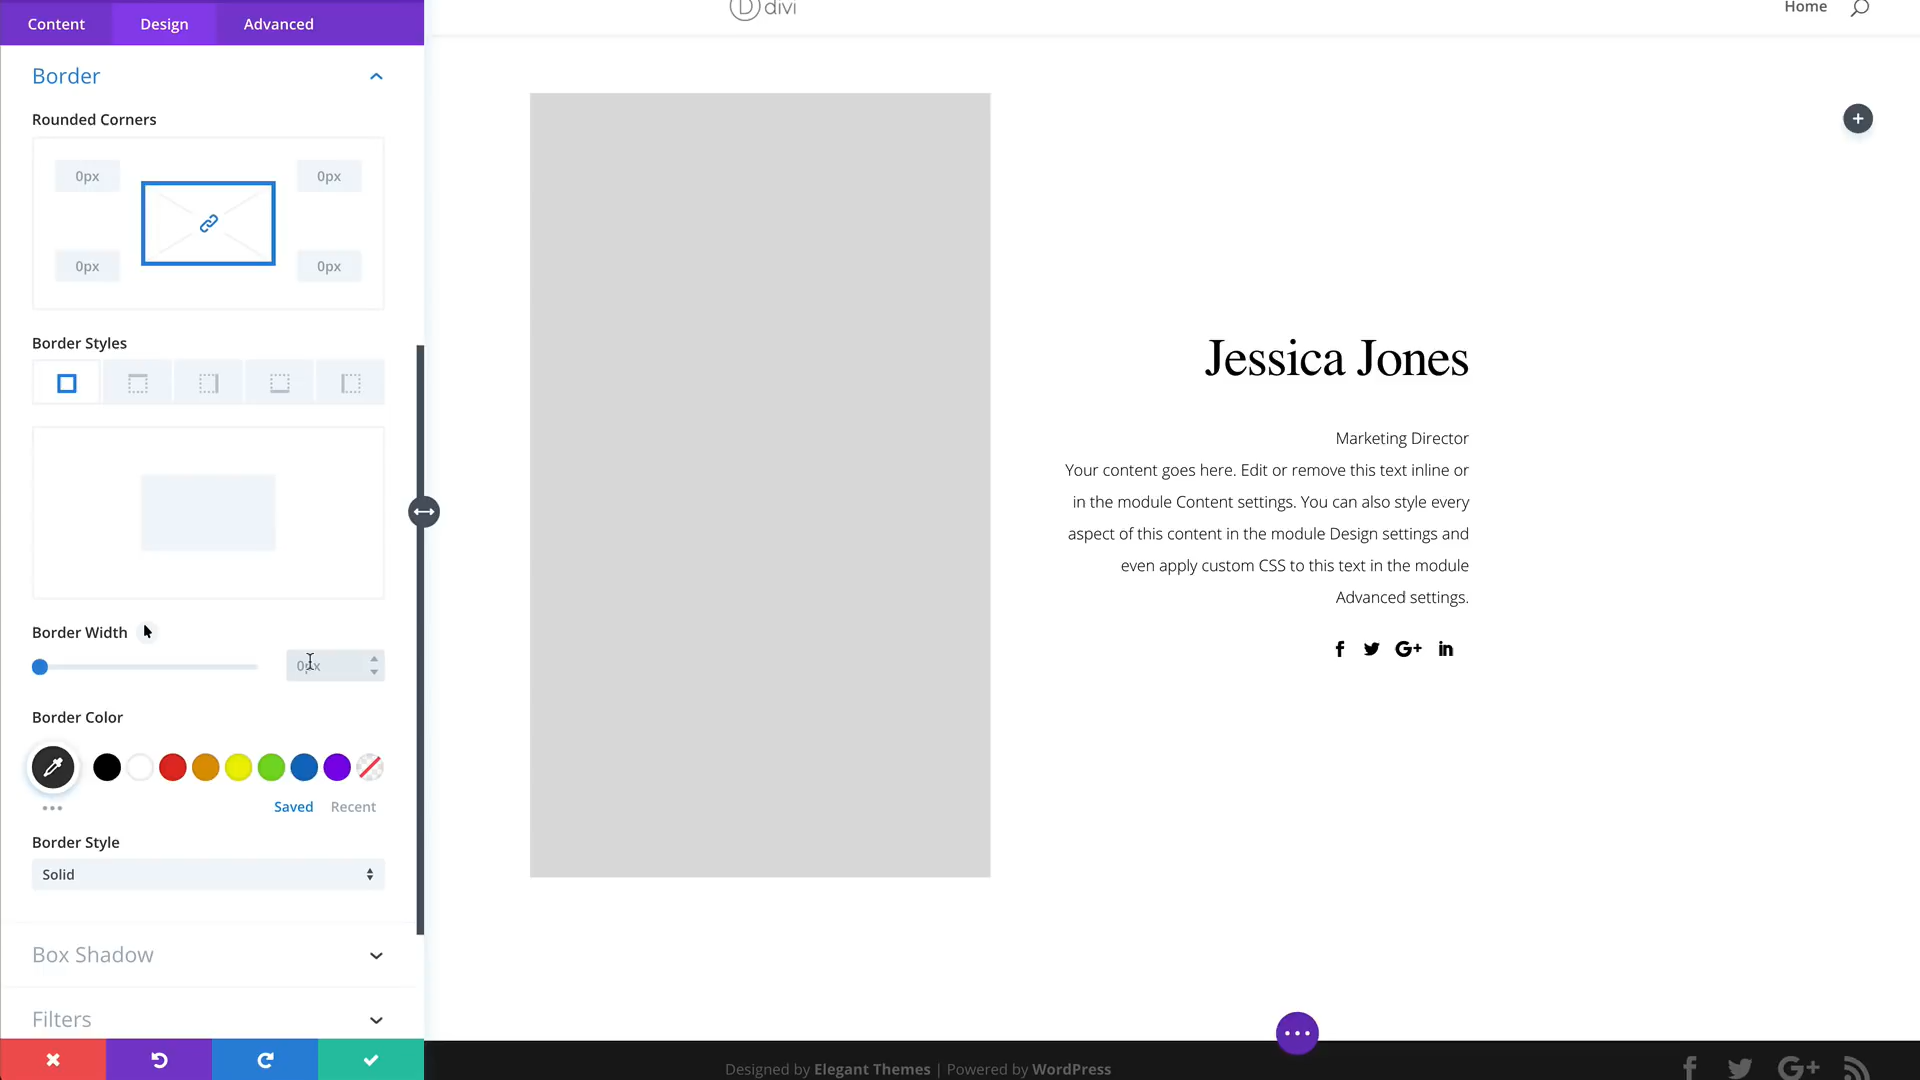 Content Design Advanced
divi
Home
Border
Rounded Corners
0px 0px
0px 0px
Border Styles
Border Width
0px
Border Color
Saved Recent
Border Style
Solid
Box Shadow
Filters
Jessica Jones
Marketing Director
Your content goes here. Edit or remove this text inline or
in the module Content settings. You can also style every
aspect of this content in the module Design settings and
even apply custom CSS to this text in the module
Advanced settings.
Designed by Elegant Themes | Powered by WordPress